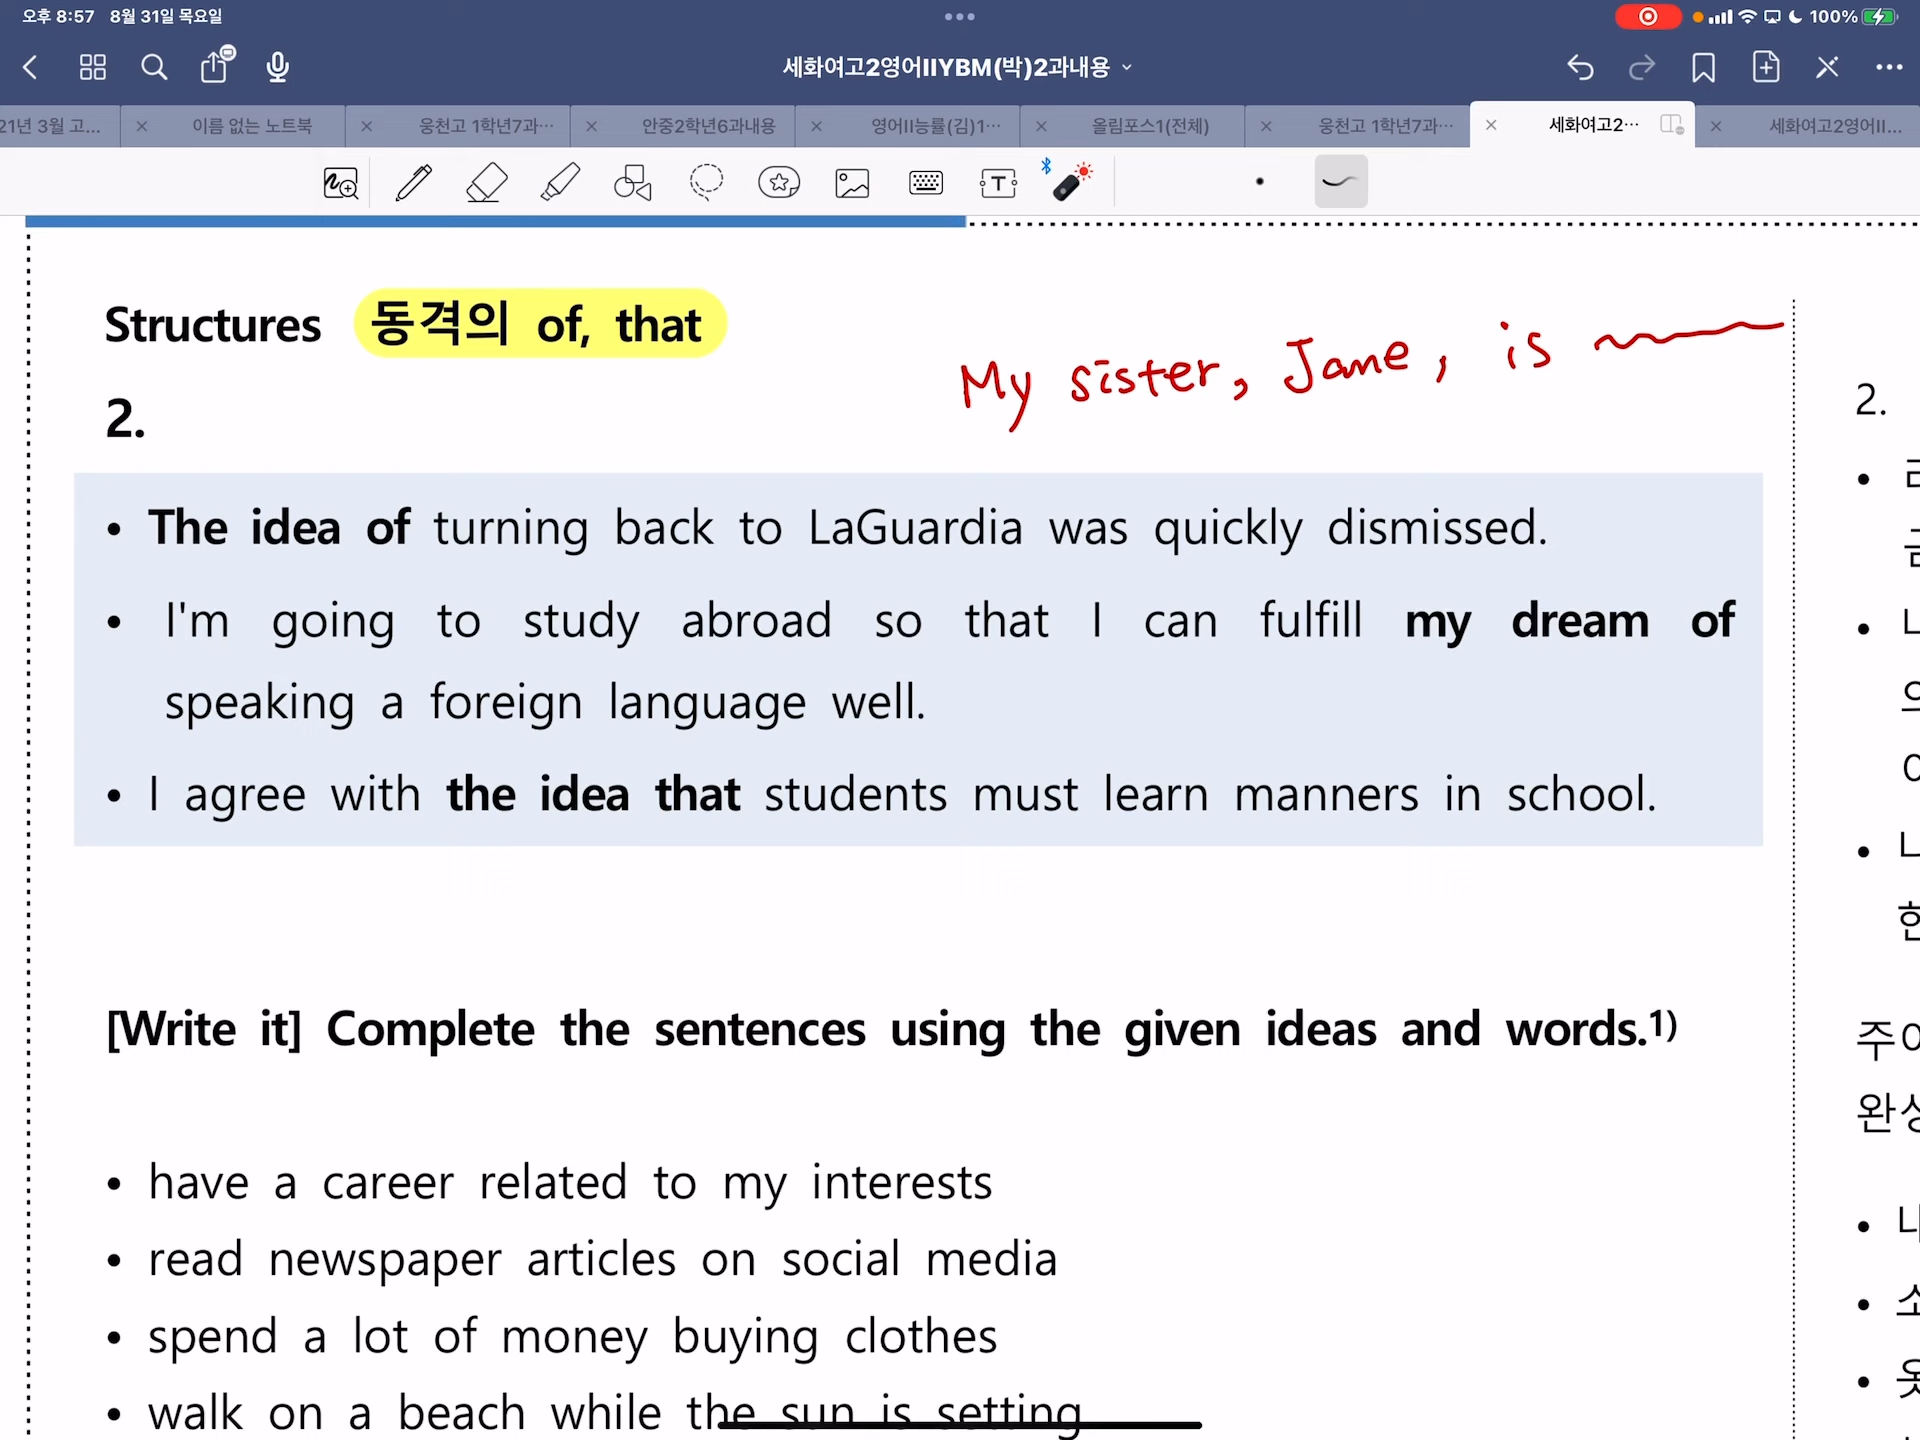 오후 8:57 8월 31일 목요일
100%
세화여고2영어IIYBM(박)2과내용
21년 3월 고...
이름 없는 노트북
웅천고 1학년7과…
안중2학년6과내용
영어II능률(김)1…
올림포스1(전체)
웅천고 1학년7과…
세화여고2…
세화여고2영어II...
Structures 동격의 of, that
My sister, Jane, is
2.
• The idea of turning back to LaGuardia was quickly dismissed.
• I'm going to study abroad so that I can fulfill my dream of
speaking a foreign language well.
• I agree with the idea that students must learn manners in school.
[Write it] Complete the sentences using the given ideas and words.1)
• have a career related to my interests
• read newspaper articles on social media
• spend a lot of money buying clothes
• walk on a beach while the sun is setting
2.